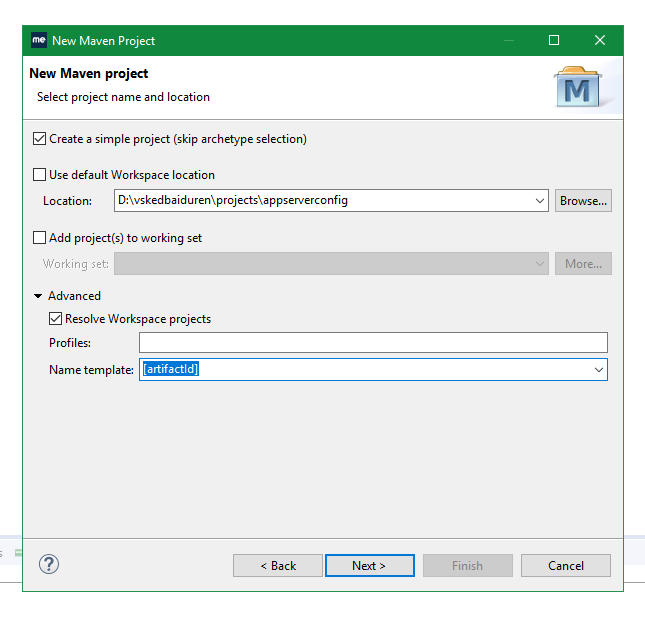 me New Maven Project
New Maven project
Select project name and location
M
Create a simple project (skip archetype selection)
Use default Workspace location
Location: D:\vskedbaiduren\projects\appserverconfig Browse...
Add project(s) to working set
Working set: More...
Advanced
Resolve Workspace projects
Profiles:
Name template: [artifactId]
s
? < Back Next > Finish Cancel